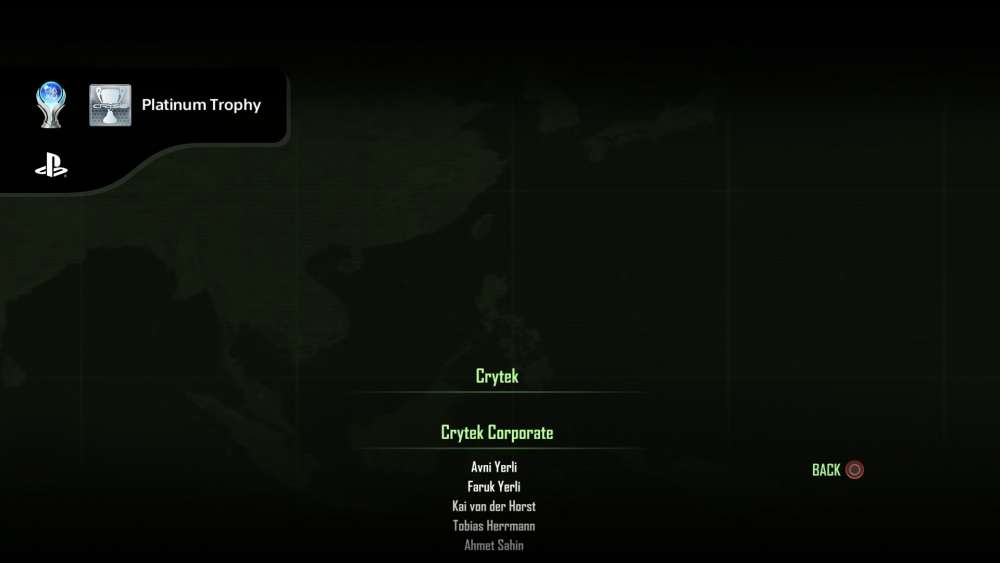 Platinum Trophy
Crytek
Crytek Corporate
Avni Yerli
Faruk Yerli
Kai von der Horst
Tobias Herrmann
Ahmet Sahin
BACK